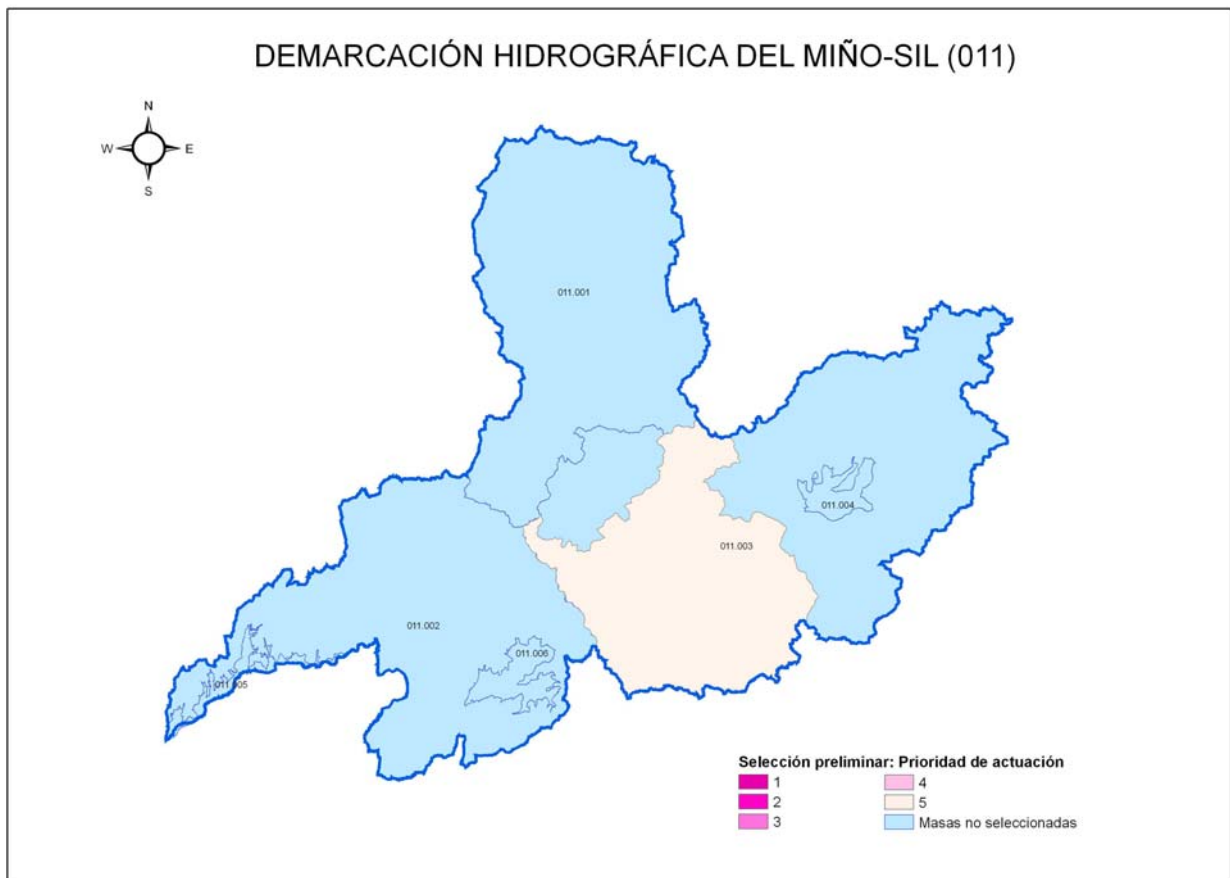 DEMARCACIÓN HIDROGRÁFICA DEL MIÑO-SIL (011)
N
W E
S
011.001
011.004
011.003
011.002
011.006
011.005
Selección preliminar: Prioridad de actuación
1
2
3
4
5
Masas no seleccionadas